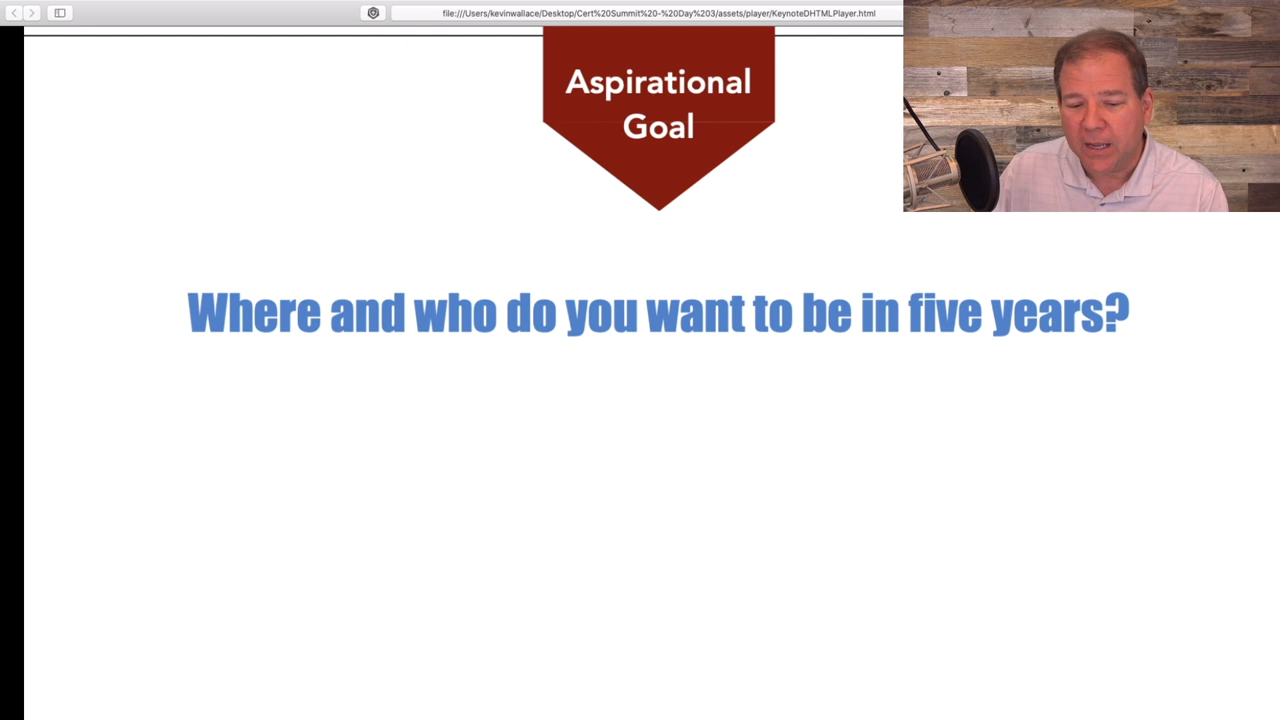 file:///Users/kevinwallace/Desktop/Cert%20Summit%20-%20Day%203/assets/player/KeynoteDHTMLPlayer.html
Aspirational
Goal
Where and who do you want to be in five years?